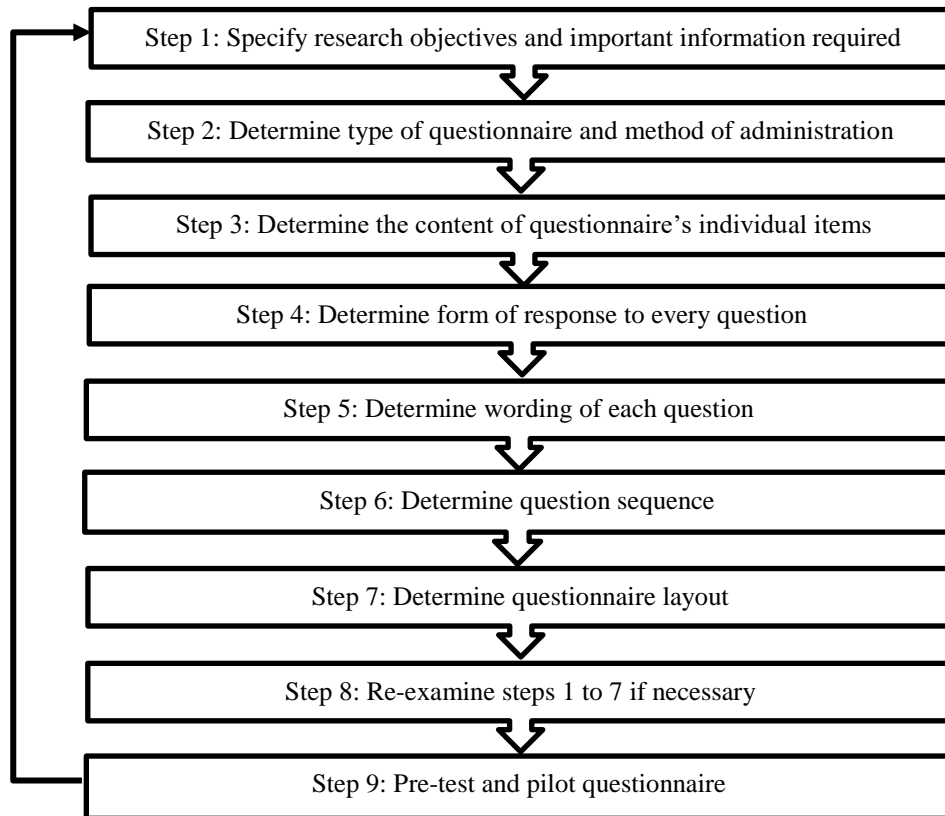 Step 1: Specify research objectives and important information required
Step 2: Determine type of questionnaire and method of administration
Step 3: Determine the content of questionnaire’s individual items
Step 4: Determine form of response to every question
Step 5: Determine wording of each question
Step 6: Determine question sequence
Step 7: Determine questionnaire layout
Step 8: Re-examine steps 1 to 7 if necessary
Step 9: Pre-test and pilot questionnaire